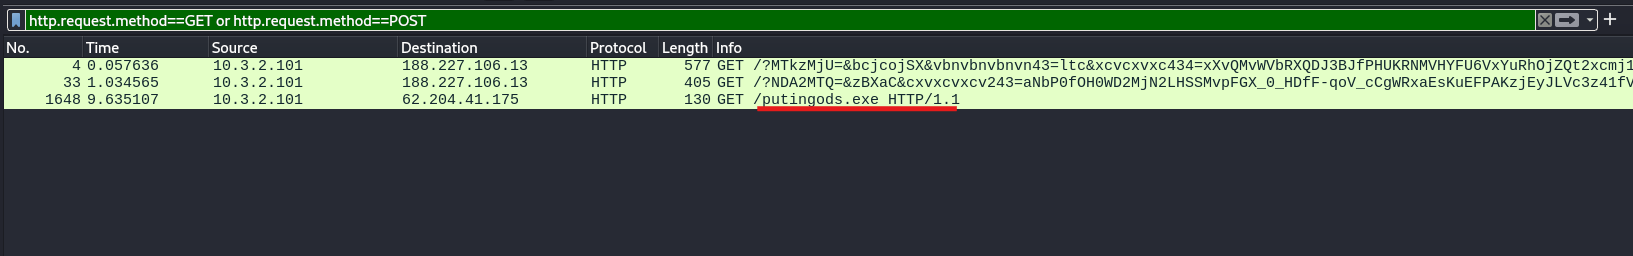 http.request.method==GET or http.request.method==POST
No. Time Source Destination Protocol Length Info
4 0.057636 10.3.2.101 188.227.106.13 HTTP 577 GET /?MTkzMjU=&bcjcojSX&vbnvbnvbnvn43=ltc&xcvcxvxc434=xXvQMvWVbRXQDJ3BJfPHUKRNMVHYFU6VxYuRhOjZQt2xcmj1
33 1.034565 10.3.2.101 188.227.106.13 HTTP 405 GET /?NDA2MTQ=&zBXaC&cxvxcvxcv243=aNbP0fOH0WD2MjN2LHSSMvpFGX_0_HDfF-qoV_cCgWRxaEsKuEFPAKzjEyJLVc3z41fV
1648 9.635107 10.3.2.101 62.204.41.175 HTTP 130 GET /putingods.exe HTTP/1.1